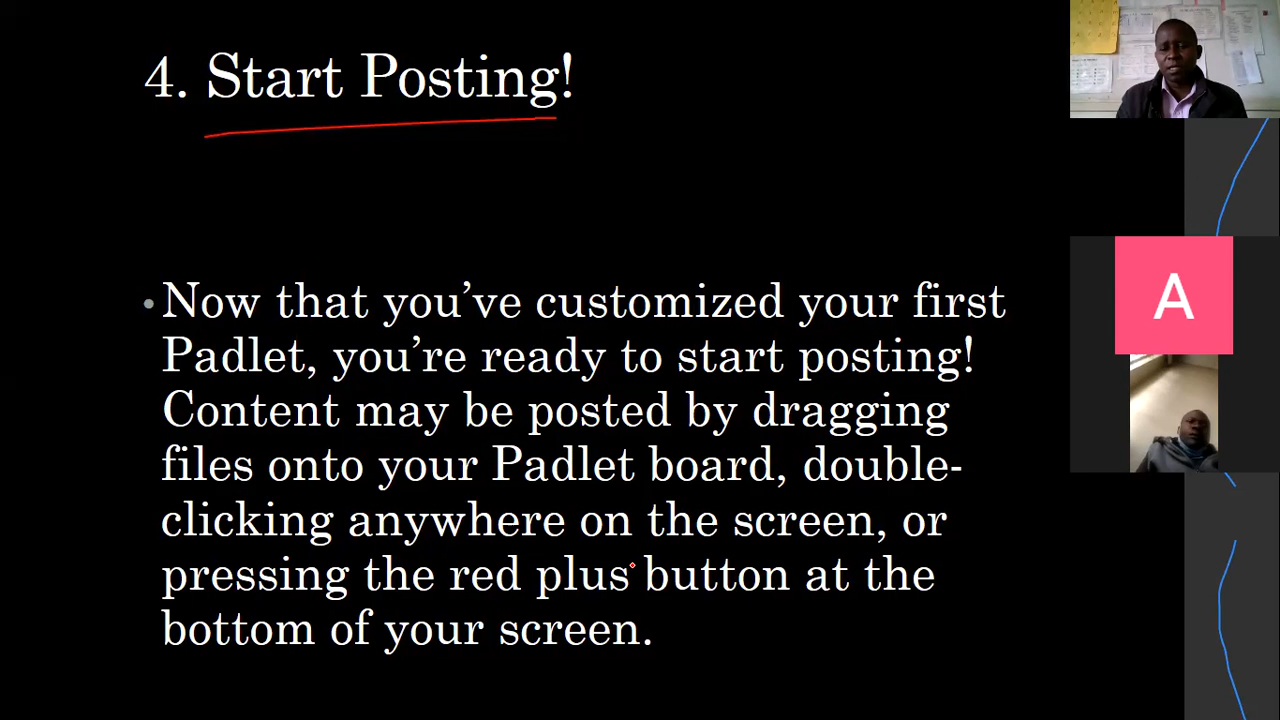 4. Start Posting!
• Now that you’ve customized your first
Padlet, you’re ready to start posting!
Content may be posted by dragging
files onto your Padlet board, double-
clicking anywhere on the screen, or
pressing the red plus button at the
bottom of your screen.
A